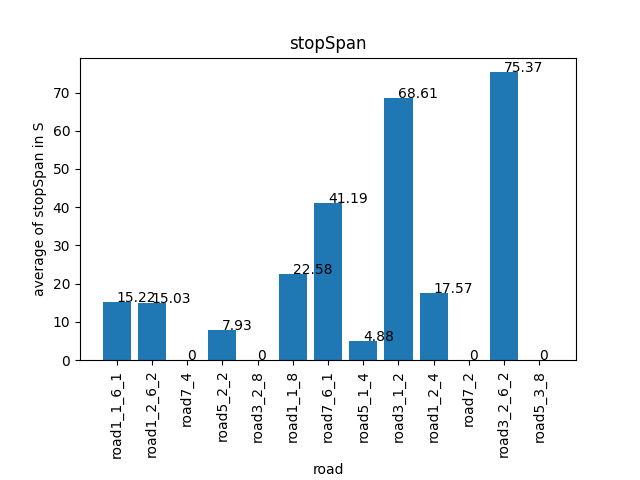 stopSpan
average of stopSpan in S
70
60
50
40
30
20
10
0
15.22
15.03
0
7.93
0
22.58
41.19
4.88
68.61
17.57
0
75.37
0
road1_1_6_1
road1_2_6_2
road7_4
road5_2_2
road3_2_8
road1_1_8
road7_6_1
road5_1_4
road3_1_2
road1_2_4
road7_2
road3_2_6_2
road5_3_8
road